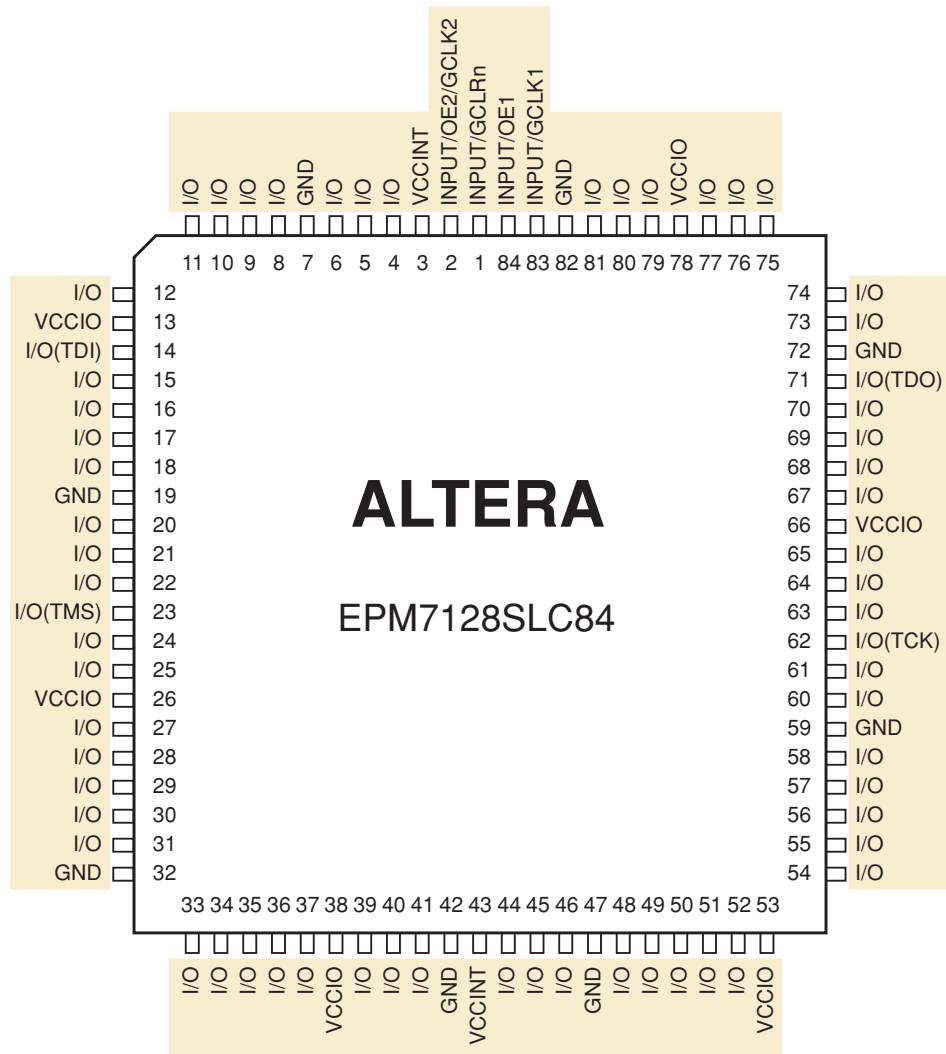 I/O I/O I/O I/O GND I/O I/O I/O VCCINT INPUT/OE2/GCLK2 INPUT/GCLRn INPUT/OE1 INPUT/GCLK1 GND I/O I/O I/O VCCIO I/O I/O I/O
11 10 9 8 7 6 5 4 3 2 1 84 83 82 81 80 79 78 77 76 75
I/O 12
VCCIO 13
I/O(TDI) 14
I/O 15
I/O 16
I/O 17
I/O 18
GND 19
I/O 20
I/O 21
I/O 22
I/O(TMS) 23
I/O 24
I/O 25
VCCIO 26
I/O 27
I/O 28
I/O 29
I/O 30
I/O 31
GND 32
ALTERA
EPM7128SLC84
74 I/O
73 I/O
72 GND
71 I/O(TDO)
70 I/O
69 I/O
68 I/O
67 I/O
66 VCCIO
65 I/O
64 I/O
63 I/O
62 I/O(TCK)
61 I/O
60 I/O
59 GND
58 I/O
57 I/O
56 I/O
55 I/O
54 I/O
33 34 35 36 37 38 39 40 41 42 43 44 45 46 47 48 49 50 51 52 53
I/O I/O I/O I/O I/O VCCIO I/O I/O I/O GND VCCINT I/O I/O I/O GND I/O I/O I/O I/O I/O VCCIO